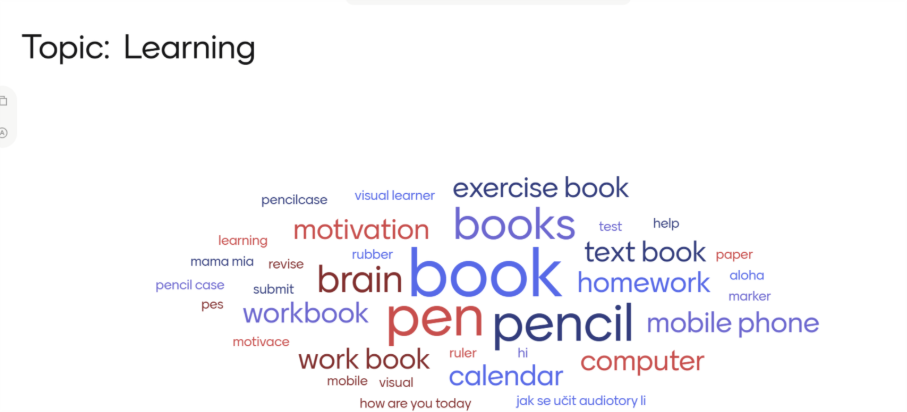 Topic: Learning
exercise book
pencilcase
visual learner
books
motivation
test
help
learning
text book
rubber
book
paper
mama mia
revise
brain
homework
aloha
pencil case
submit
marker
pes
workbook
pen
pencil
mobile phone
motivace
work book
ruler
hi
computer
calendar
mobile
visual
how are you today
jak se učit audiotory li